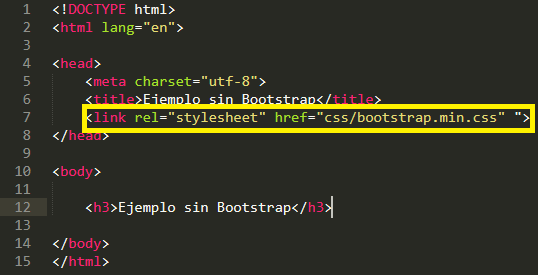 1 <!DOCTYPE html>
2 <html lang="en">
3
4 <head>
5 <meta charset="utf-8">
6 <title>Ejemplo sin Bootstrap</title>
7 <link rel="stylesheet" href="css/bootstrap.min.css" ">
8 </head>
9
10 <body>
11
12 <h3>Ejemplo sin Bootstrap</h3>
13
14 </body>
15 </html>